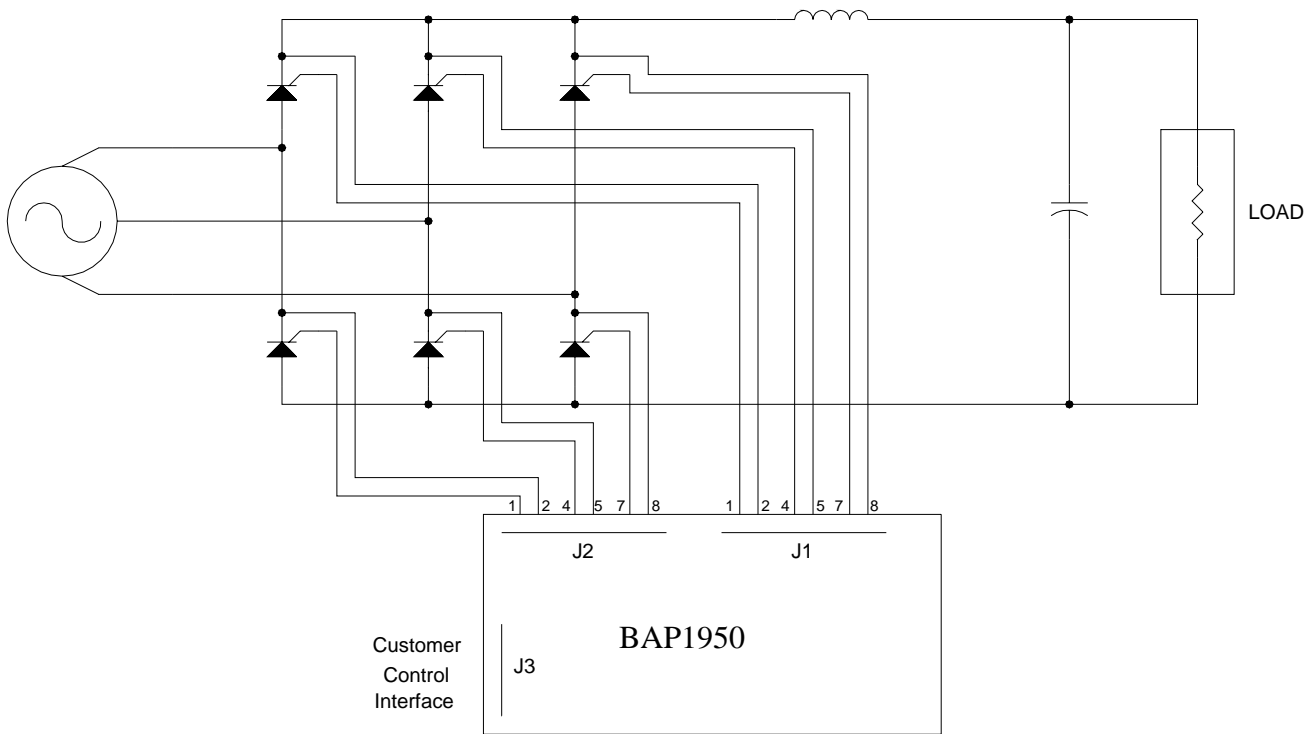 LOAD
1 2 4 5 7 8
1 2 4 5 7 8
J2
J1
BAP1950
Customer
Control
Interface
J3